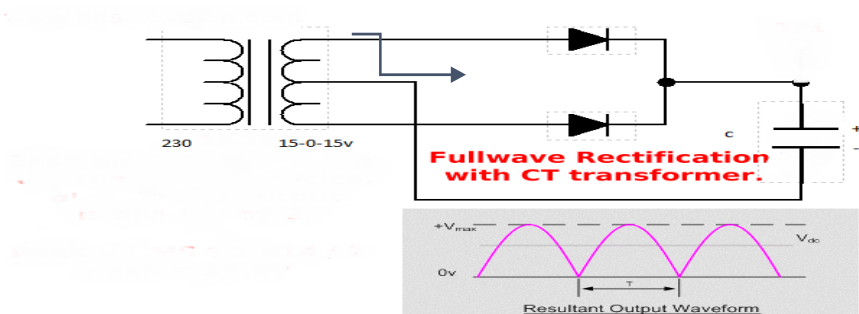 230
15-0-15v
c
+
-
Fullwave Rectification
with CT transformer.
+Vmax
Vdc
0v
T
Resultant Output Waveform